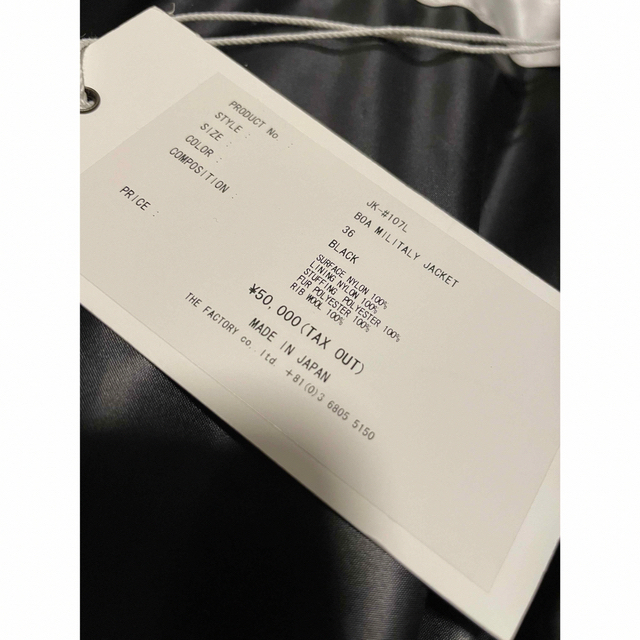 PRODUCT No :
JK-#107L
STYLE :
BOA MILITALY JACKET
SIZE :
36
COLOR :
BLACK
COMPOSITION :
SURFACE NYLON 100%
LINING NYLON 100%
STUFFING POLYESTER 100%
FUR POLYESTER 100%
RIB WOOL 100%
PRICE :
¥50,000(TAX OUT)
MADE IN JAPAN
THE FACTORY co., ltd +81(0)3 6805 5150